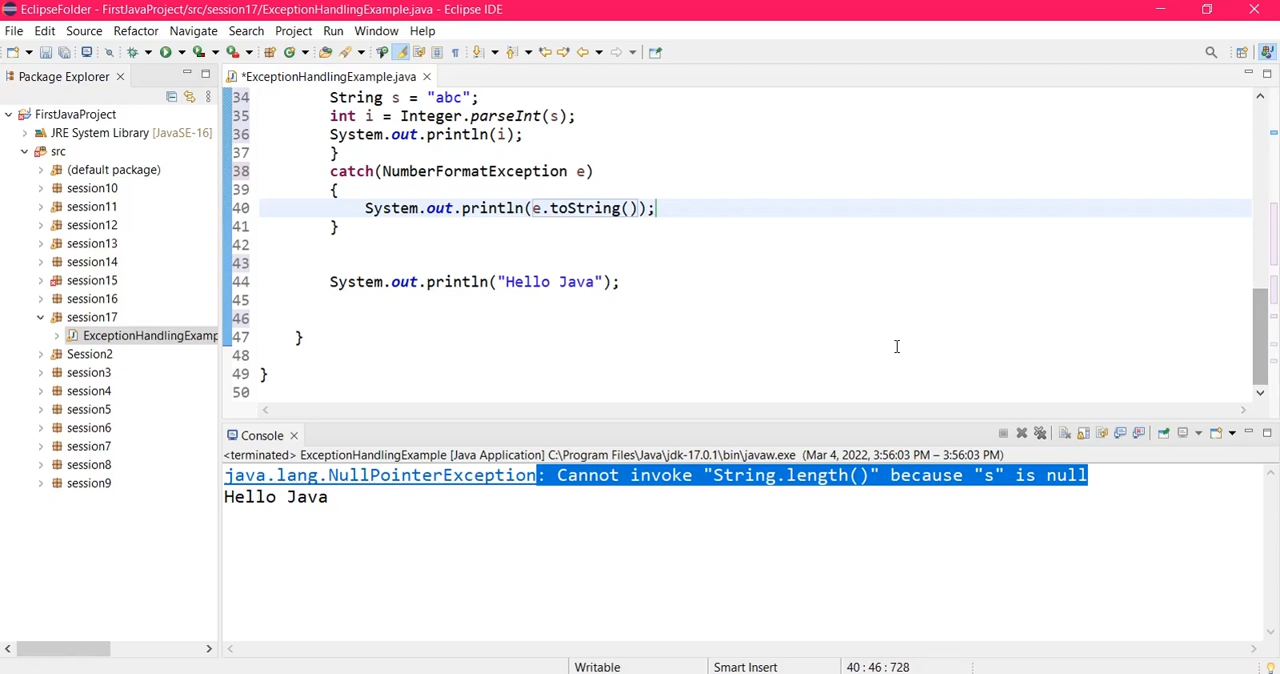 EclipseFolder - FirstJavaProject/src/session17/ExceptionHandlingExample.java - Eclipse IDE
File Edit Source Refactor Navigate Search Project Run Window Help
Package Explorer
*ExceptionHandlingExample.java
FirstJavaProject
JRE System Library [JavaSE-16]
src
(default package)
session10
session11
session12
session13
session14
session15
session16
session17
ExceptionHandlingExamp
Session2
session3
session4
session5
session6
session7
session8
session9
34 String s = "abc";
35 int i = Integer.parseInt(s);
36 System.out.println(i);
37 }
38 catch(NumberFormatException e)
39 {
40 System.out.println(e.toString());
41 }
42
43
44 System.out.println("Hello Java");
45
46
47 }
48
49 }
50
Console
<terminated> ExceptionHandlingExample [Java Application] C:\Program Files\Java\jdk-17.0.1\bin\javaw.exe (Mar 4, 2022, 3:56:03 PM – 3:56:03 PM)
java.lang.NullPointerException: Cannot invoke "String.length()" because "s" is null
Hello Java
Writable Smart Insert 40 : 46 : 728